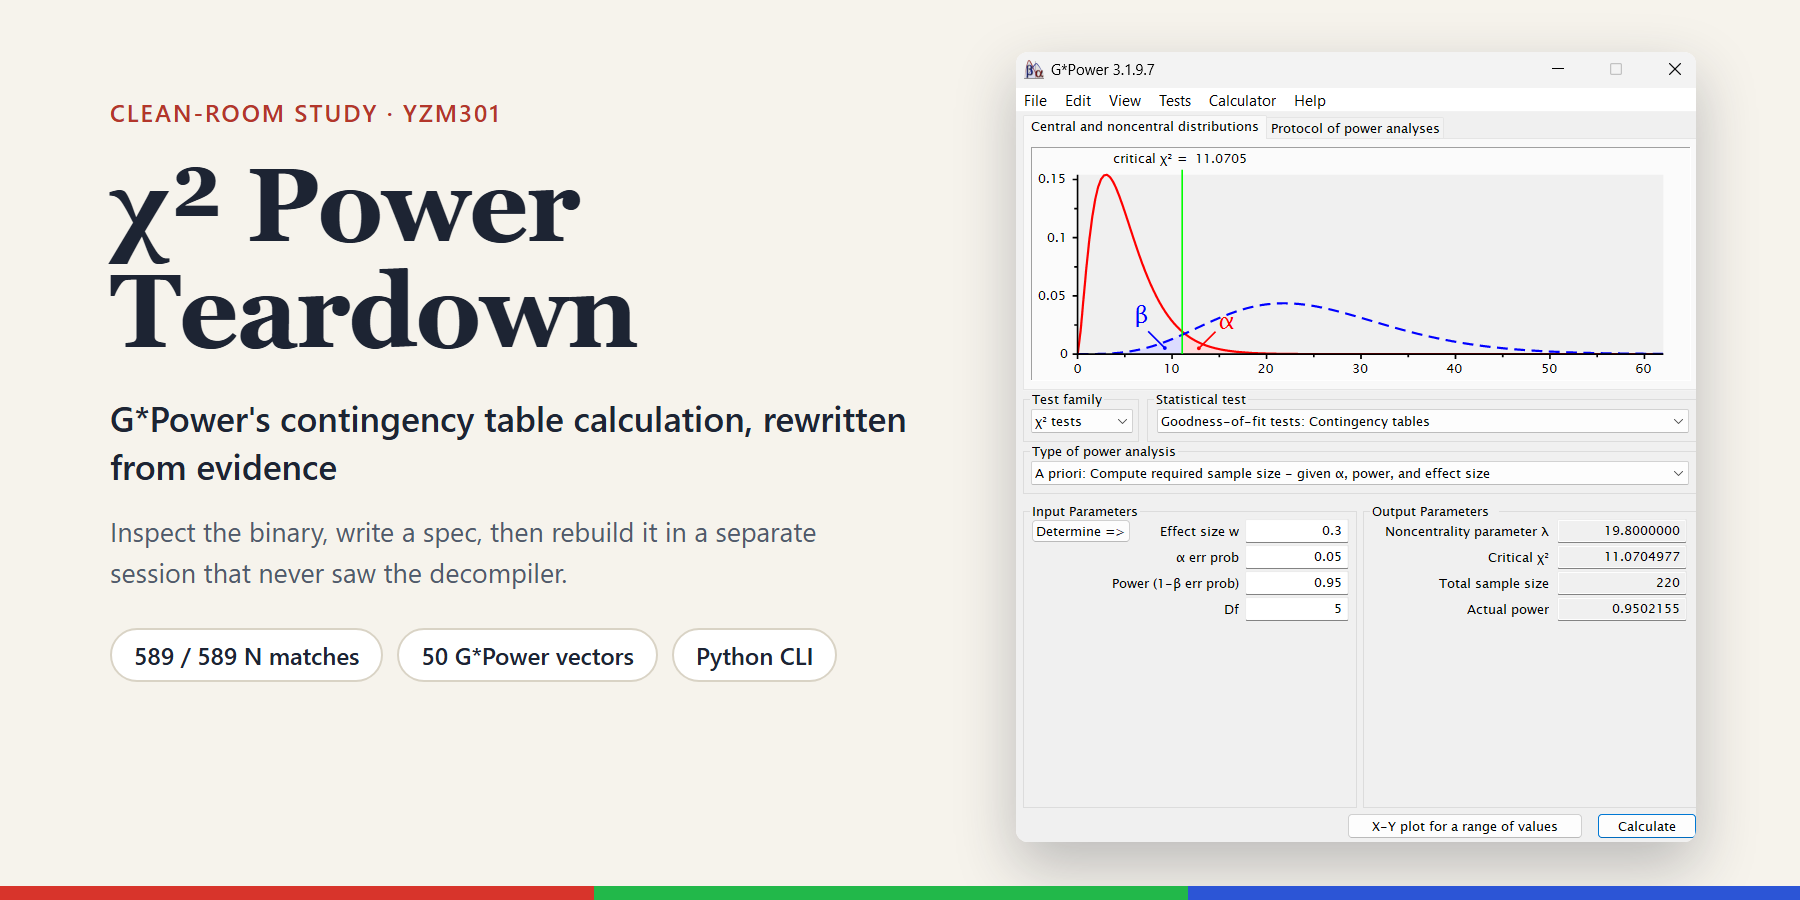 CLEAN-ROOM STUDY · YZM301
χ² Power
Teardown
G*Power's contingency table calculation, rewritten
from evidence
Inspect the binary, write a spec, then rebuild it in a separate
session that never saw the decompiler.
589 / 589 N matches
50 G*Power vectors
Python CLI
βα
G*Power 3.1.9.7
File Edit View Tests Calculator Help
Central and noncentral distributions Protocol of power analyses
critical χ² = 11.0705
0.15
0.1
0.05
0
β
α
0 10 20 30 40 50 60
Test family Statistical test
χ² tests Goodness-of-fit tests: Contingency tables
Type of power analysis
A priori: Compute required sample size - given α, power, and effect size
Input Parameters
Determine => Effect size w 0.3
α err prob 0.05
Power (1-β err prob) 0.95
Df 5
Output Parameters
Noncentrality parameter λ 19.8000000
Critical χ² 11.0704977
Total sample size 220
Actual power 0.9502155
X-Y plot for a range of values Calculate